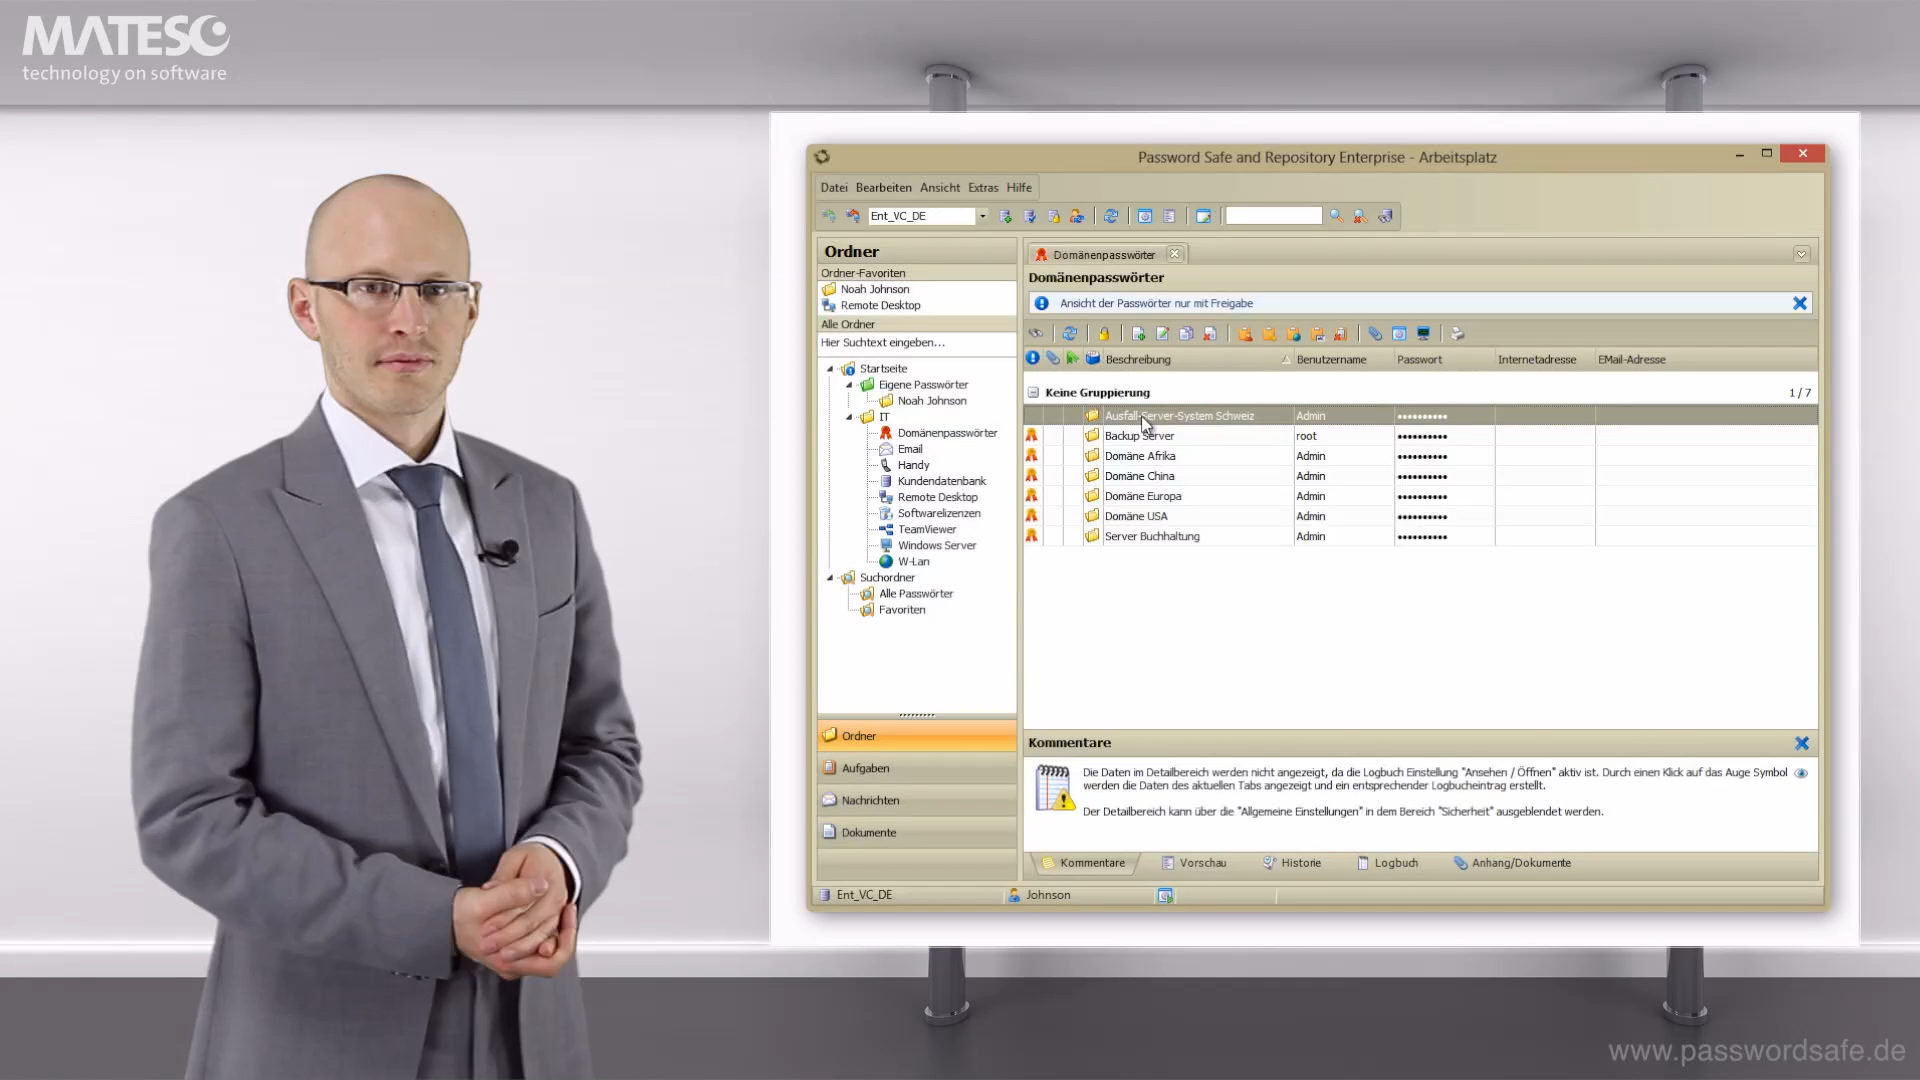 MATESO
technology on software
Password Safe and Repository Enterprise - Arbeitsplatz
Datei Bearbeiten Ansicht Extras Hilfe
Ent_VC_DE
Ordner
Ordner-Favoriten
Noah Johnson
Remote Desktop
Alle Ordner
Hier Suchtext eingeben...
Startseite
Eigene Passwörter
Noah Johnson
IT
Domänenpasswörter
Email
Handy
Kundendatenbank
Remote Desktop
Softwarelizenzen
TeamViewer
Windows Server
W-Lan
Suchordner
Alle Passwörter
Favoriten
Ordner
Aufgaben
Nachrichten
Dokumente
Domänenpasswörter
Domänenpasswörter
Ansicht der Passwörter nur mit Freigabe
Beschreibung Benutzername Passwort Internetadresse EMail-Adresse
Keine Gruppierung 1 / 7
Ausfall-Server-System Schweiz Admin ••••••••••
Backup Server root ••••••••••
Domäne Afrika Admin ••••••••••
Domäne China Admin ••••••••••
Domäne Europa Admin ••••••••••
Domäne USA Admin ••••••••••
Server Buchhaltung Admin ••••••••••
Kommentare
Die Daten im Detailbereich werden nicht angezeigt, da die Logbuch Einstellung "Ansehen / Öffnen" aktiv ist. Durch einen Klick auf das Auge Symbol
werden die Daten des aktuellen Tabs angezeigt und ein entsprechender Logbucheintrag erstellt.
Der Detailbereich kann über die "Allgemeine Einstellungen" in dem Bereich "Sicherheit" ausgeblendet werden.
Kommentare Vorschau Historie Logbuch Anhang/Dokumente
Ent_VC_DE Johnson
www.passwordsafe.de